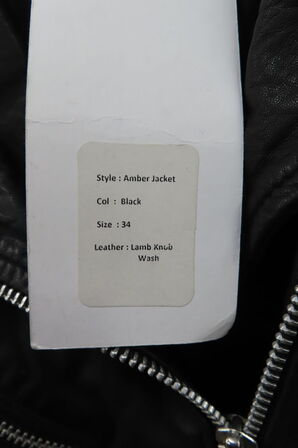 Style : Amber Jacket
Col : Black
Size : 34
Leather : Lamb Knob
Wash